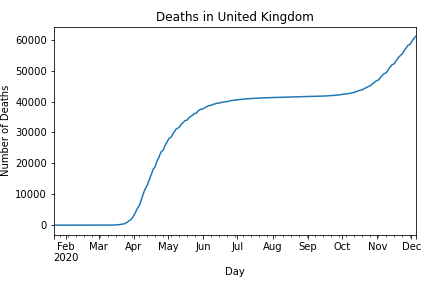 Deaths in United Kingdom
Number of Deaths
60000
50000
40000
30000
20000
10000
0
Feb Mar Apr May Jun Jul Aug Sep Oct Nov Dec
2020
Day